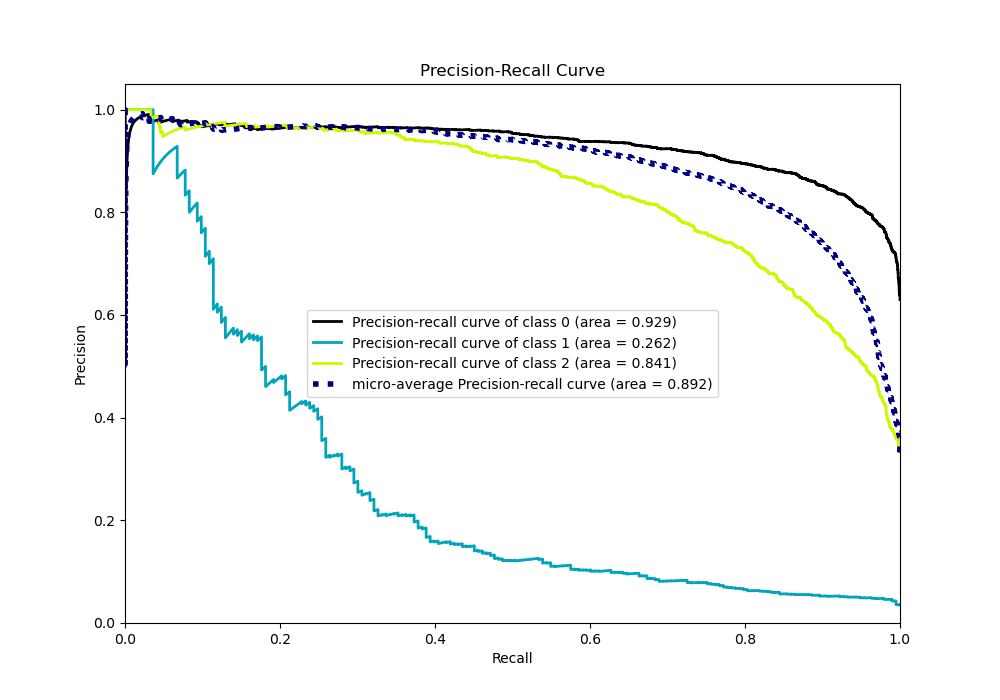 Precision-Recall Curve
1.0
0.8
0.6
0.4
0.2
0.0
Precision
Precision-recall curve of class 0 (area = 0.929)
Precision-recall curve of class 1 (area = 0.262)
Precision-recall curve of class 2 (area = 0.841)
micro-average Precision-recall curve (area = 0.892)
0.0 0.2 0.4 0.6 0.8 1.0
Recall